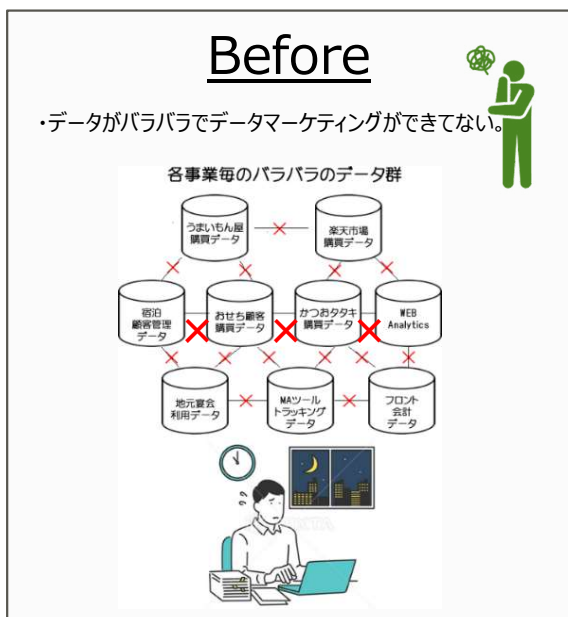 Before
・データがバラバラでデータマーケティングができてない。
各事業毎のバラバラのデータ群
うまいもん屋
購買データ
楽天市場
購買データ
宿泊
顧客管理
データ
おせち顧客
購買データ
かつおタタキ
購買データ
WEB
Analytics
地元宴会
利用データ
MAツール
トラッキング
データ
フロント
会計
データ